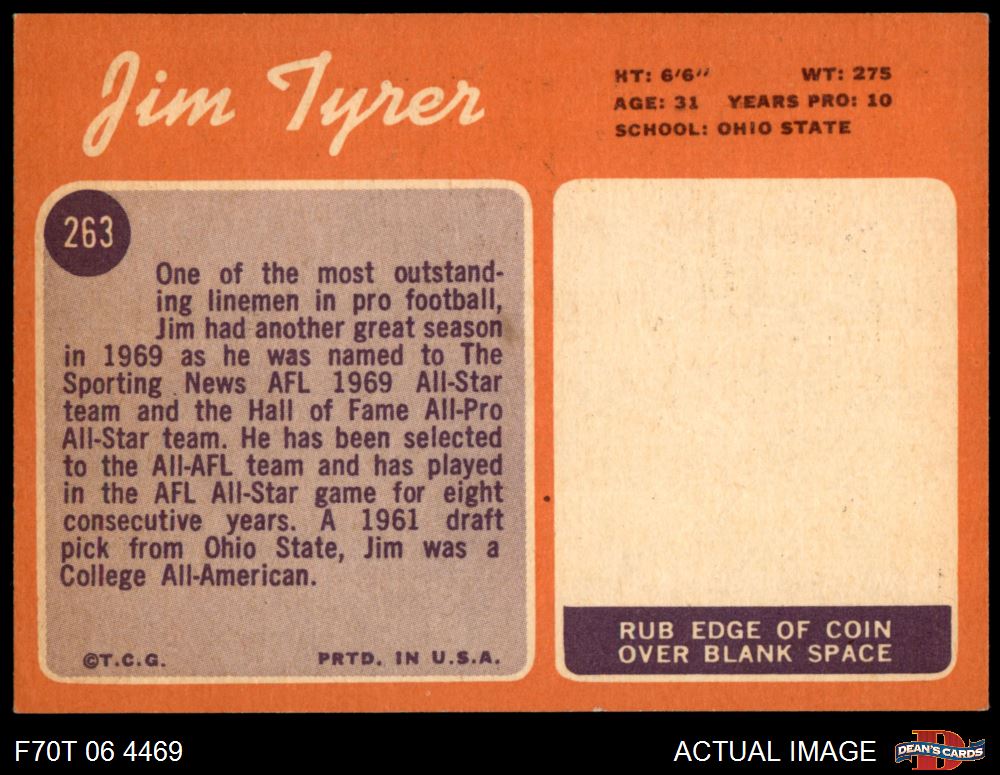 Jim Tyrer
HT: 6'6" WT: 275
AGE: 31 YEARS PRO: 10
SCHOOL: OHIO STATE
263
One of the most outstand-
ing linemen in pro football,
Jim had another great season
in 1969 as he was named to The
Sporting News AFL 1969 All-Star
team and the Hall of Fame All-Pro
All-Star team. He has been selected
to the All-AFL team and has played
in the AFL All-Star game for eight
consecutive years. A 1961 draft
pick from Ohio State, Jim was a
College All-American.
©T.C.G. PRTD. IN U.S.A.
RUB EDGE OF COIN
OVER BLANK SPACE
F70T 06 4469 ACTUAL IMAGE
D
DEAN'S CARDS